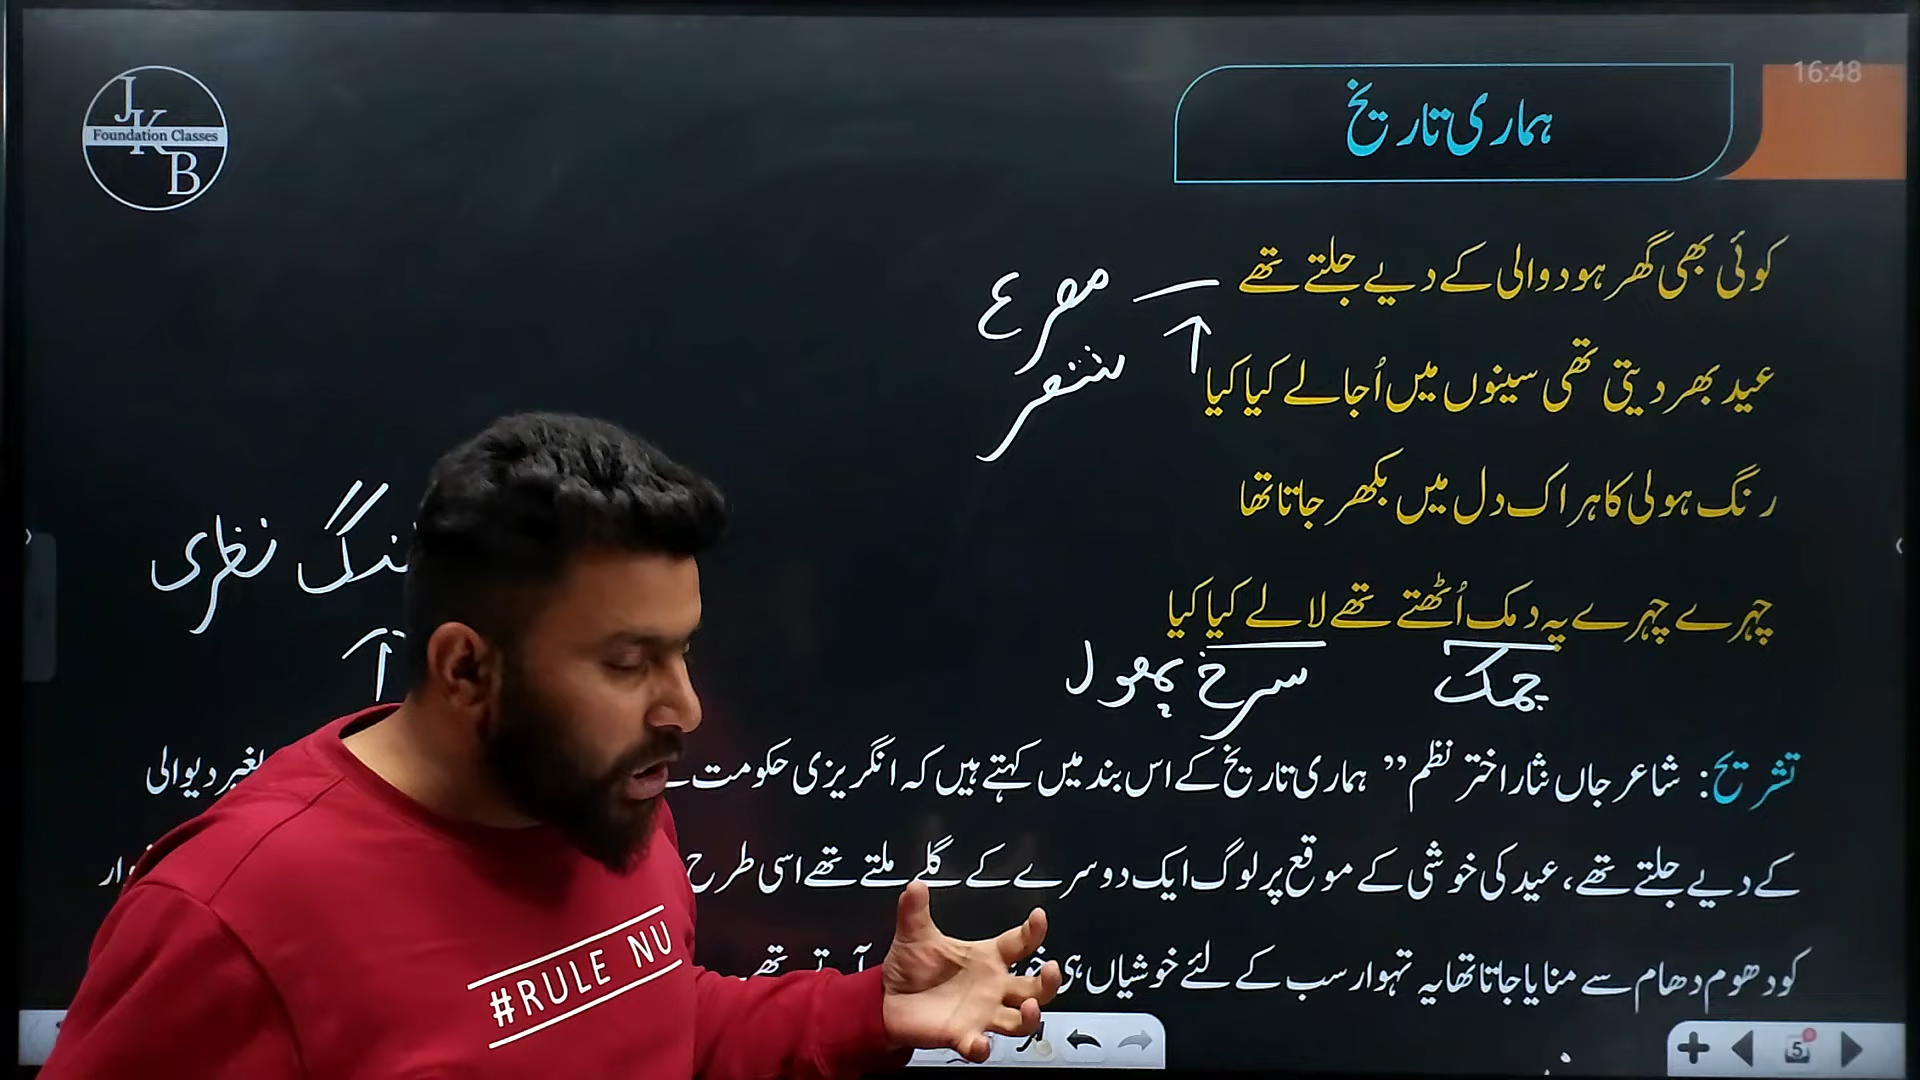 J
K
Foundation Classes
B
16:48
ہماری تاریخ
کوئی بھی گھر ہو دوالی کے دیے جلتے تھے
مصرع
عید بھر دیتی تھی سینوں میں اُجالے کیا کیا
شعر
رنگ ہولی کا ہر اک دل میں بکھر جاتا تھا
نظری
چہرے چہرے پہ دمک اُٹھتے تھے لالے کیا کیا
چمک
سرخ پھول
تشریح: شاعر جاں نثار اختر نظم ” ہماری تاریخ کے اس بند میں کہتے ہیں کہ انگریزی حکومت بغیر دیوالی
کے دیے جلتے تھے، عید کی خوشی کے موقع پر لوگ ایک دوسرے کے گلے ملتے تھے اسی طرح
کو دھوم دھام سے منایا جاتا تھا یہ تہوار سب کے لئے خوشیاں ہی آتے تھے
#RULE NU
5